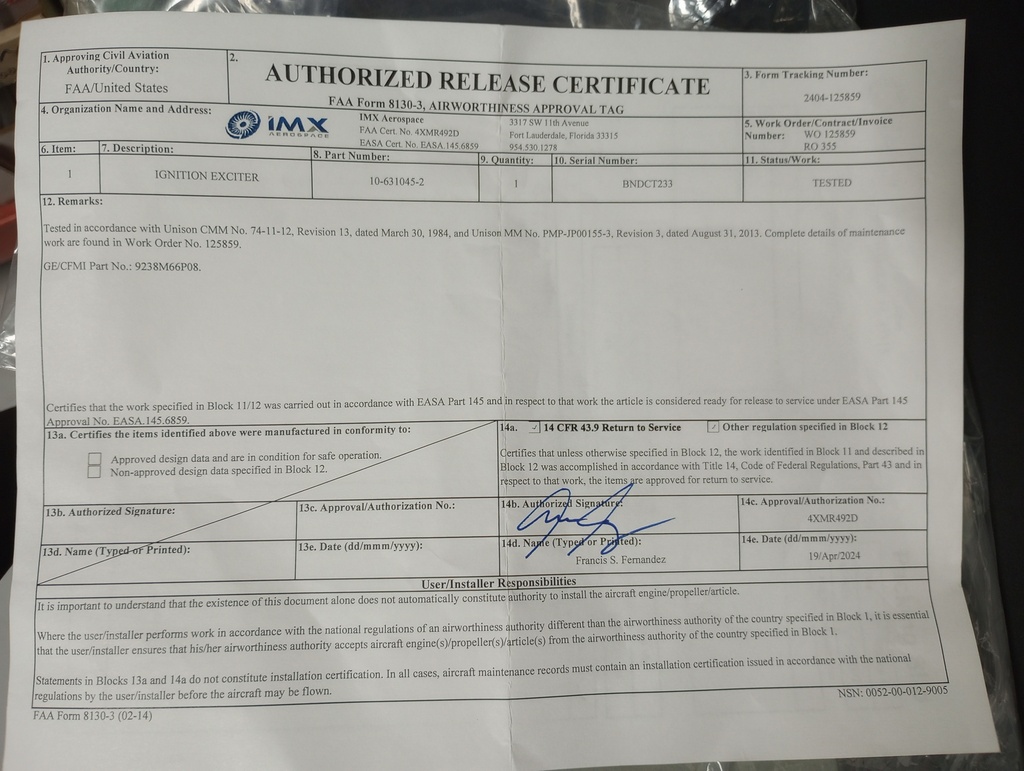 1. Approving Civil Aviation
Authority/Country:
FAA/United States
2.
AUTHORIZED RELEASE CERTIFICATE
FAA Form 8130-3, AIRWORTHINESS APPROVAL TAG
3. Form Tracking Number:
2404-125859
4. Organization Name and Address:
IMX
AEROSPACE
IMX Aerospace
FAA Cert. No. 4XMR492D
EASA Cert. No. EASA.145.6859
3317 SW 11th Avenue
Fort Lauderdale, Florida 33315
954.530.1278
5. Work Order/Contract/Invoice
Number: WO 125859
RO 355
6. Item:
7. Description:
8. Part Number:
9. Quantity:
10. Serial Number:
11. Status/Work:
1
IGNITION EXCITER
10-631045-2
1
BNDCT233
TESTED
12. Remarks:
Tested in accordance with Unison CMM No. 74-11-12, Revision 13, dated March 30, 1984, and Unison MM No. PMP-JP00155-3, Revision 3, dated August 31, 2013. Complete details of maintenance
work are found in Work Order No. 125859.
GE/CFMI Part No.: 9238M66P08.
Certifies that the work specified in Block 11/12 was carried out in accordance with EASA Part 145 and in respect to that work the article is considered ready for release to service under EASA Part 145
Approval No. EASA.145.6859.
13a. Certifies the items identified above were manufactured in conformity to:
Approved design data and are in condition for safe operation.
Non-approved design data specified in Block 12.
14a. ✓ 14 CFR 43.9 Return to Service ✓ Other regulation specified in Block 12
Certifies that unless otherwise specified in Block 12, the work identified in Block 11 and described in
Block 12 was accomplished in accordance with Title 14, Code of Federal Regulations, Part 43 and in
respect to that work, the items are approved for return to service.
13b. Authorized Signature:
13c. Approval/Authorization No.:
14b. Authorized Signature:
14c. Approval/Authorization No.:
4XMR492D
13d. Name (Typed or Printed):
13e. Date (dd/mmm/yyyy):
14d. Name (Typed or Printed):
Francis S. Fernandez
14e. Date (dd/mmm/yyyy):
19/Apr/2024
User/Installer Responsibilities
It is important to understand that the existence of this document alone does not automatically constitute authority to install the aircraft engine/propeller/article.
Where the user/installer performs work in accordance with the national regulations of an airworthiness authority different than the airworthiness authority of the country specified in Block 1, it is essential
that the user/installer ensures that his/her airworthiness authority accepts aircraft engine(s)/propeller(s)/article(s) from the airworthiness authority of the country specified in Block 1.
Statements in Blocks 13a and 14a do not constitute installation certification. In all cases, aircraft maintenance records must contain an installation certification issued in accordance with the national
regulations by the user/installer before the aircraft may be flown.
FAA Form 8130-3 (02-14)
NSN: 0052-00-012-9005